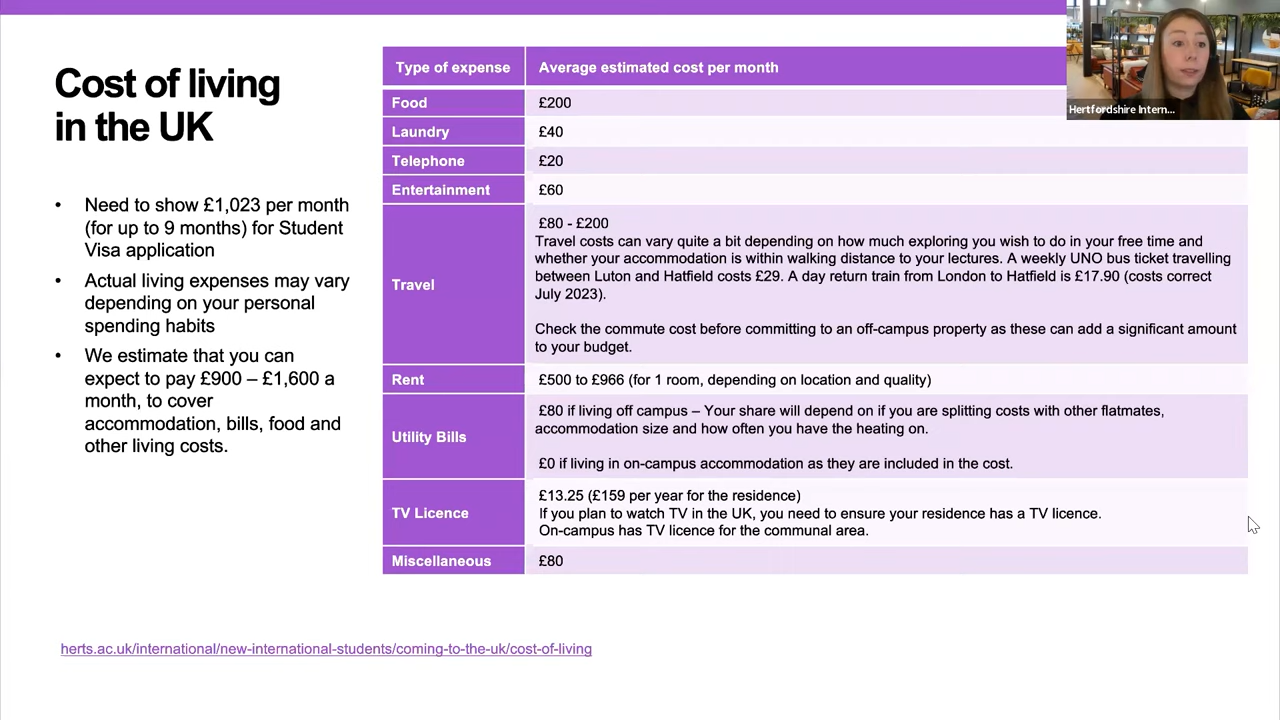 Cost of living
in the UK
• Need to show £1,023 per month
(for up to 9 months) for Student
Visa application
• Actual living expenses may vary
depending on your personal
spending habits
• We estimate that you can
expect to pay £900 – £1,600 a
month, to cover
accommodation, bills, food and
other living costs.
Type of expense Average estimated cost per month
Food £200
Laundry £40
Telephone £20
Entertainment £60
Travel
£80 - £200
Travel costs can vary quite a bit depending on how much exploring you wish to do in your free time and
whether your accommodation is within walking distance to your lectures. A weekly UNO bus ticket travelling
between Luton and Hatfield costs £29. A day return train from London to Hatfield is £17.90 (costs correct
July 2023).
Check the commute cost before committing to an off-campus property as these can add a significant amount
to your budget.
Rent £500 to £966 (for 1 room, depending on location and quality)
Utility Bills
£80 if living off campus – Your share will depend on if you are splitting costs with other flatmates,
accommodation size and how often you have the heating on.
£0 if living in on-campus accommodation as they are included in the cost.
TV Licence
£13.25 (£159 per year for the residence)
If you plan to watch TV in the UK, you need to ensure your residence has a TV licence.
On-campus has TV licence for the communal area.
Miscellaneous £80
herts.ac.uk/international/new-international-students/coming-to-the-uk/cost-of-living
Hertfordshire Intern...